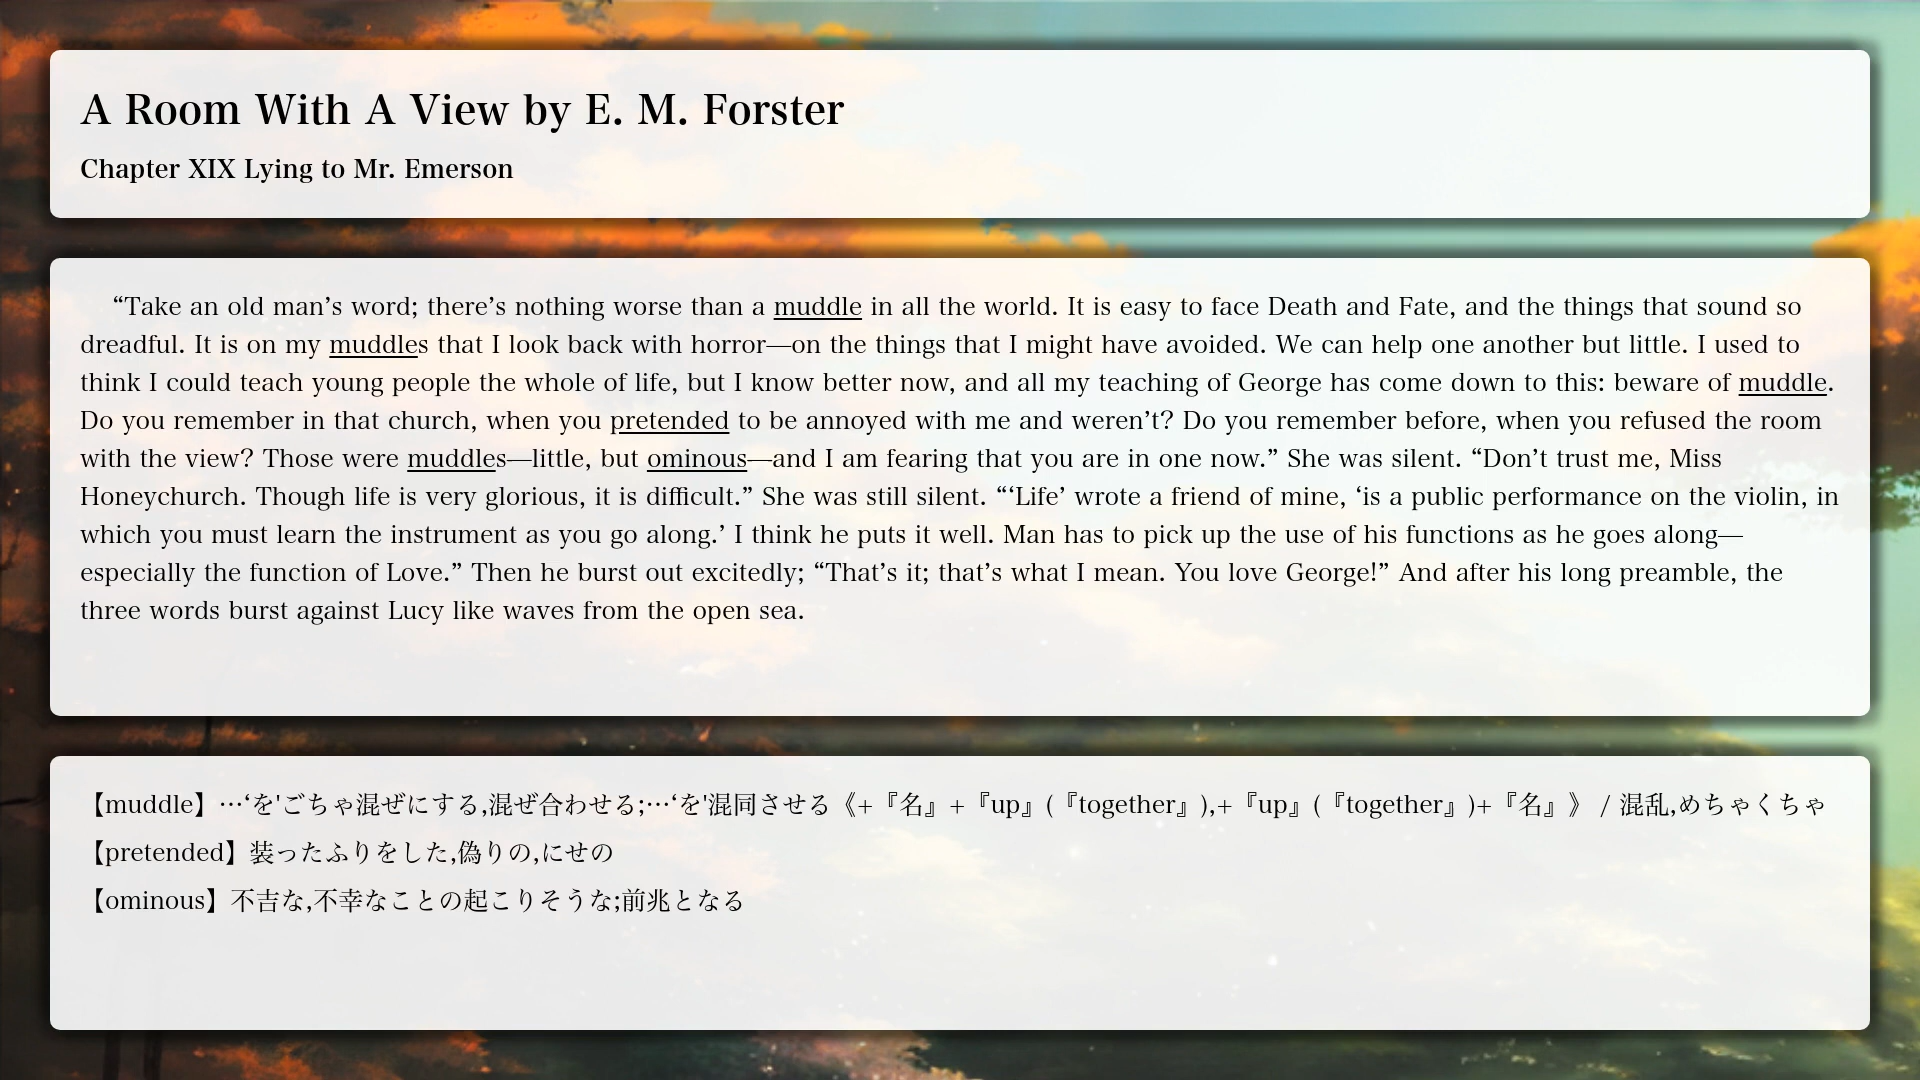 A Room With A View by E. M. Forster
Chapter XIX Lying to Mr. Emerson
“Take an old man’s word; there’s nothing worse than a muddle in all the world. It is easy to face Death and Fate, and the things that sound so
dreadful. It is on my muddles that I look back with horror—on the things that I might have avoided. We can help one another but little. I used to
think I could teach young people the whole of life, but I know better now, and all my teaching of George has come down to this: beware of muddle.
Do you remember in that church, when you pretended to be annoyed with me and weren’t? Do you remember before, when you refused the room
with the view? Those were muddles—little, but ominous—and I am fearing that you are in one now.” She was silent. “Don’t trust me, Miss
Honeychurch. Though life is very glorious, it is difficult.” She was still silent. “‘Life’ wrote a friend of mine, ‘is a public performance on the violin, in
which you must learn the instrument as you go along.’ I think he puts it well. Man has to pick up the use of his functions as he goes along—
especially the function of Love.” Then he burst out excitedly; “That’s it; that’s what I mean. You love George!” And after his long preamble, the
three words burst against Lucy like waves from the open sea.
【muddle】…‘を'ごちゃ混ぜにする,混ぜ合わせる;…‘を'混同させる《+『名』+『up』(『together』),+『up』(『together』)+『名』》 / 混乱,めちゃくちゃ
【pretended】装ったふりをした,偽りの,にせの
【ominous】不吉な,不幸なことの起こりそうな;前兆となる